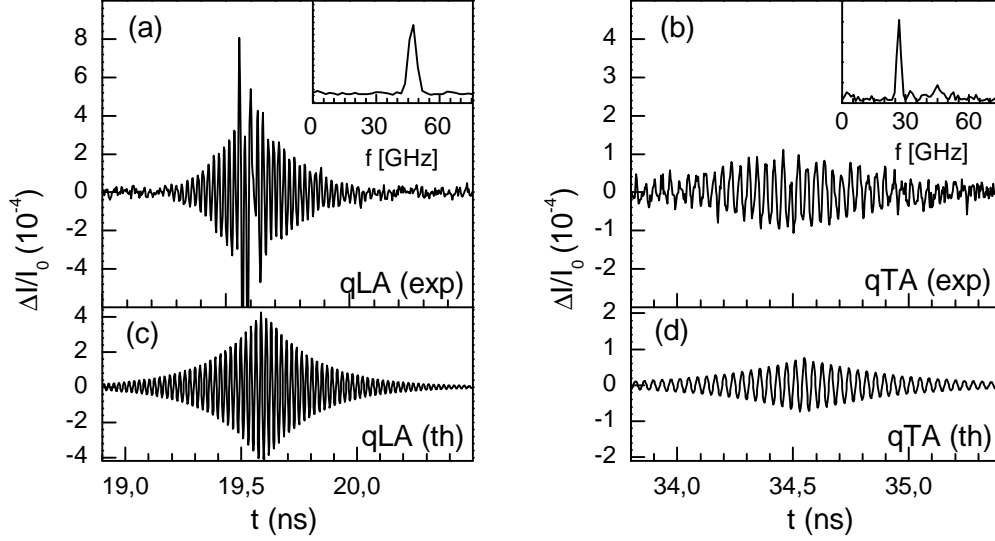 (a)
8
6
4
2
0
-2
-4
ΔI/I₀ (10⁻⁴)
0 30 60
f [GHz]
qLA (exp)
(b)
4
3
2
1
0
-1
-2
ΔI/I₀ (10⁻⁴)
0 30 60
f [GHz]
qTA (exp)
(c)
4
2
0
-2
-4
qLA (th)
19,0 19,5 20,0
t (ns)
(d)
2
1
0
-1
-2
qTA (th)
34,0 34,5 35,0
t (ns)